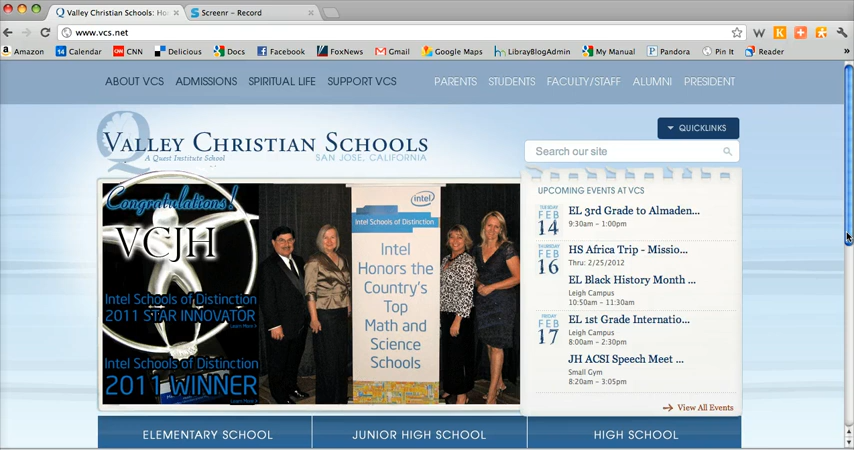 Valley Christian Schools: Ho
Screenr – Record
www.vcs.net
Amazon
14 Calendar
CNN
Delicious
Docs
Facebook
FoxNews
Gmail
Google Maps
LibrayBlogAdmin
My Manual
Pandora
Pin It
Reader
»
ABOUT VCS ADMISSIONS SPIRITUAL LIFE SUPPORT VCS
PARENTS STUDENTS FACULTY/STAFF ALUMNI PRESIDENT
QUICKLINKS
VALLEY CHRISTIAN SCHOOLS
A Quest Institute School
SAN JOSE, CALIFORNIA
Search our site
Congratulations!
VCJH
Intel Schools of Distinction
2011 STAR INNOVATOR
Learn More >
Intel Schools of Distinction
2011 WINNER
Learn More >
intel
Intel Schools of Distinction
Intel
Honors the
Country's
Top
Math and
Science
Schools
UPCOMING EVENTS AT VCS
TUESDAY
FEB
14
EL 3rd Grade to Almaden...
9:30am – 1:00pm
THURSDAY
FEB
16
HS Africa Trip - Missio...
Thru: 2/25/2012
EL Black History Month ...
Leigh Campus
10:50am – 11:30am
FRIDAY
FEB
17
EL 1st Grade Internatio...
Leigh Campus
8:00am – 2:30pm
JH ACSI Speech Meet ...
Small Gym
8:20am – 3:05pm
View All Events
ELEMENTARY SCHOOL
JUNIOR HIGH SCHOOL
HIGH SCHOOL